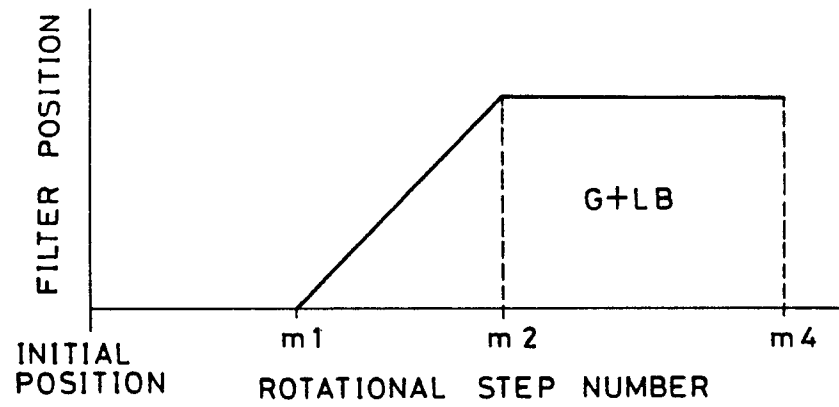 FILTER POSITION
G+LB
m1 m2 m4
INITIAL
POSITION
ROTATIONAL STEP NUMBER